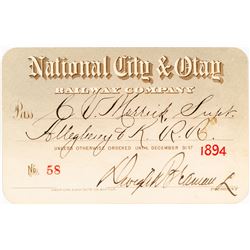 National City & Otay
RAILWAY COMPANY
Pass C V Merrick Supt.
Allegheny & K. R. R.
UNLESS OTHERWISE ORDERED UNTIL DECEMBER 31ST 1894
No. 58